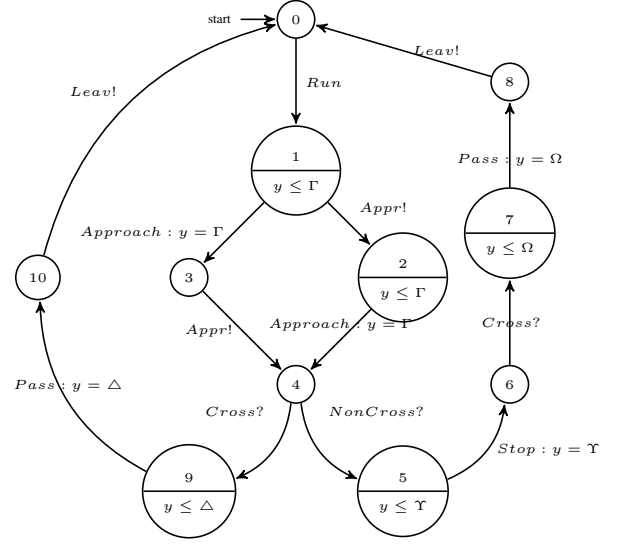 start
0
Leav!
8
Leav!
Run
1
y ≤ Γ
Pass : y = Ω
Appr!
7
y ≤ Ω
Approach : y = Γ
2
y ≤ Γ
10
3
Appr!
Approach : y = Γ
Cross?
Pass : y = △
4
6
Cross?
NonCross?
Stop : y = ϒ
9
y ≤ △
5
y ≤ ϒ